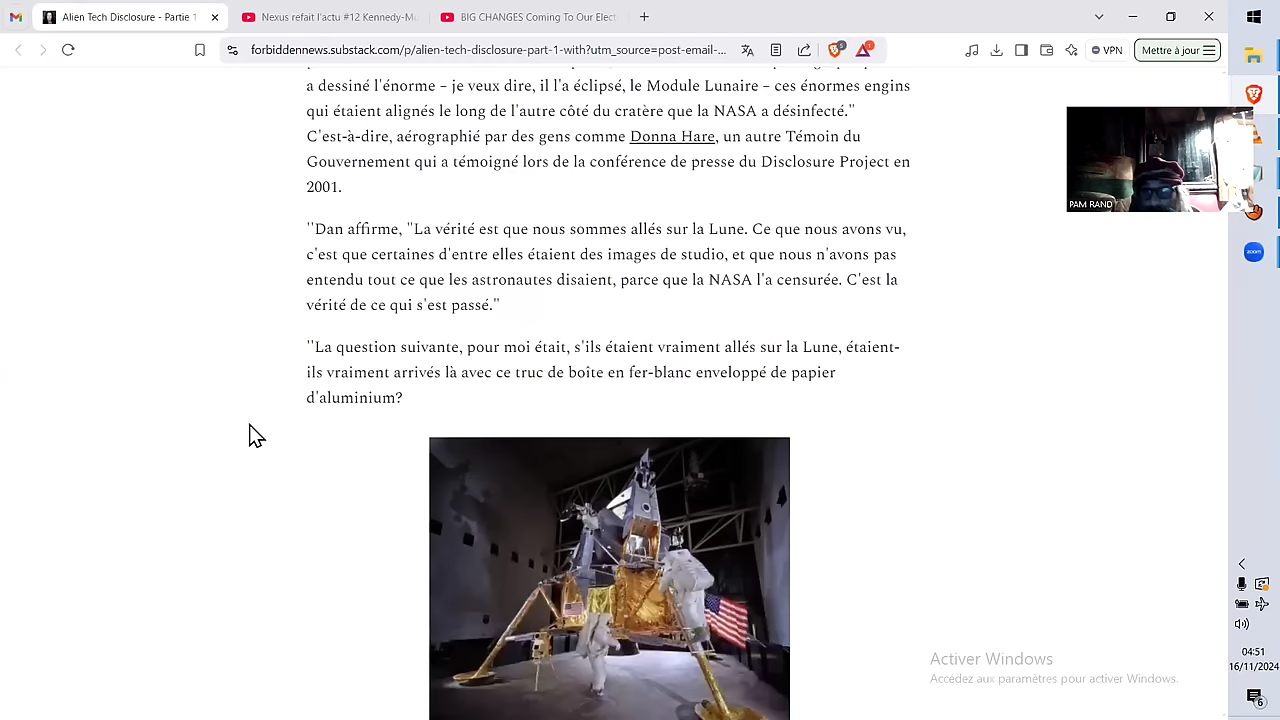 Alien Tech Disclosure - Partie 1
Nexus refait l'actu #12 Kennedy-Mu
BIG CHANGES Coming To Our Elect
forbiddennews.substack.com/p/alien-tech-disclosure-part-1-with?utm_source=post-email-...
5
1
VPN
Mettre à jour
a dessiné l'énorme – je veux dire, il l'a éclipsé, le Module Lunaire – ces énormes engins
qui étaient alignés le long de l'autre côté du cratère que la NASA a désinfecté."
C'est-à-dire, aérographié par des gens comme Donna Hare, un autre Témoin du
Gouvernement qui a témoigné lors de la conférence de presse du Disclosure Project en
2001.
''Dan affirme, "La vérité est que nous sommes allés sur la Lune. Ce que nous avons vu,
c'est que certaines d'entre elles étaient des images de studio, et que nous n'avons pas
entendu tout ce que les astronautes disaient, parce que la NASA l'a censurée. C'est la
vérité de ce qui s'est passé."
''La question suivante, pour moi était, s'ils étaient vraiment allés sur la Lune, étaient-
ils vraiment arrivés là avec ce truc de boîte en fer-blanc enveloppé de papier
d'aluminium?
PAM RAND
zoom
Activer Windows
Accédez aux paramètres pour activer Windows.
04:51
16/11/2024
6